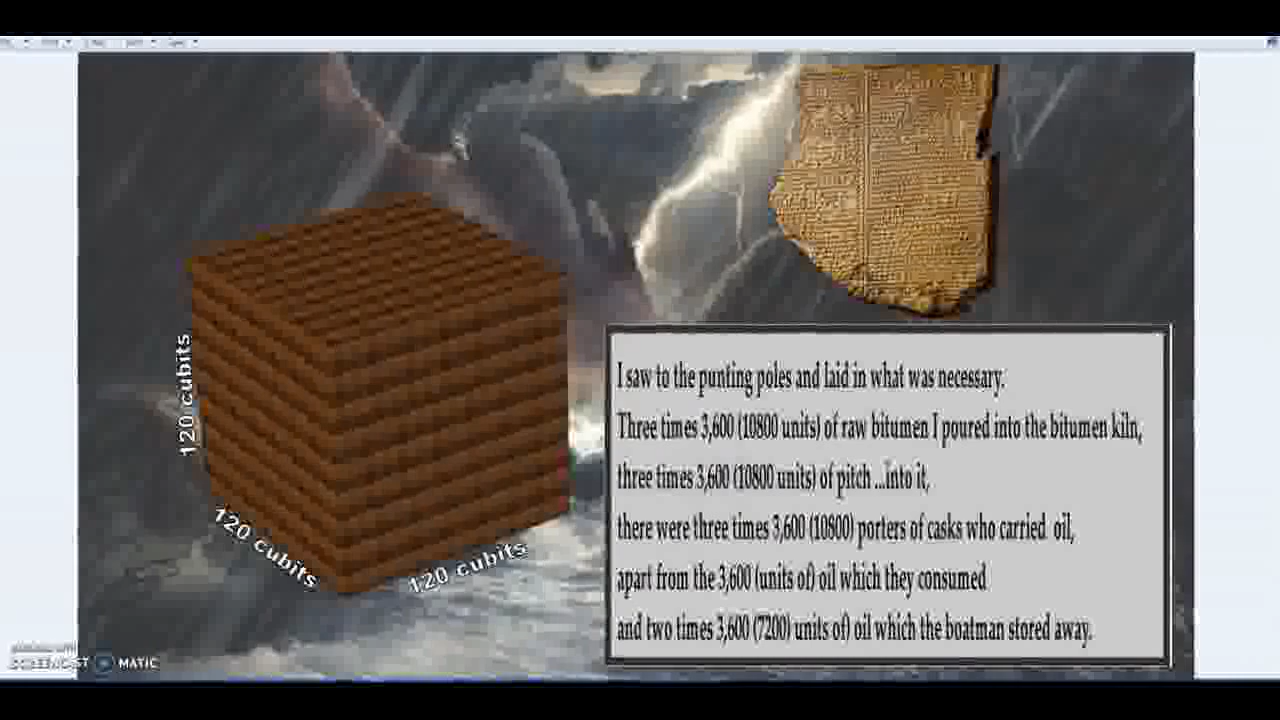 120 cubits
120 cubits
120 cubits
I saw to the punting poles and laid in what was necessary.
Three times 3,600 (10800 units) of raw bitumen I poured into the bitumen kiln,
three times 3,600 (10800 units) of pitch ...into it,
there were three times 3,600 (10800) porters of casks who carried oil,
apart from the 3,600 (units of) oil which they consumed
and two times 3,600 (7200) units of) oil which the boatman stored away.
SCREENCAST MATIC